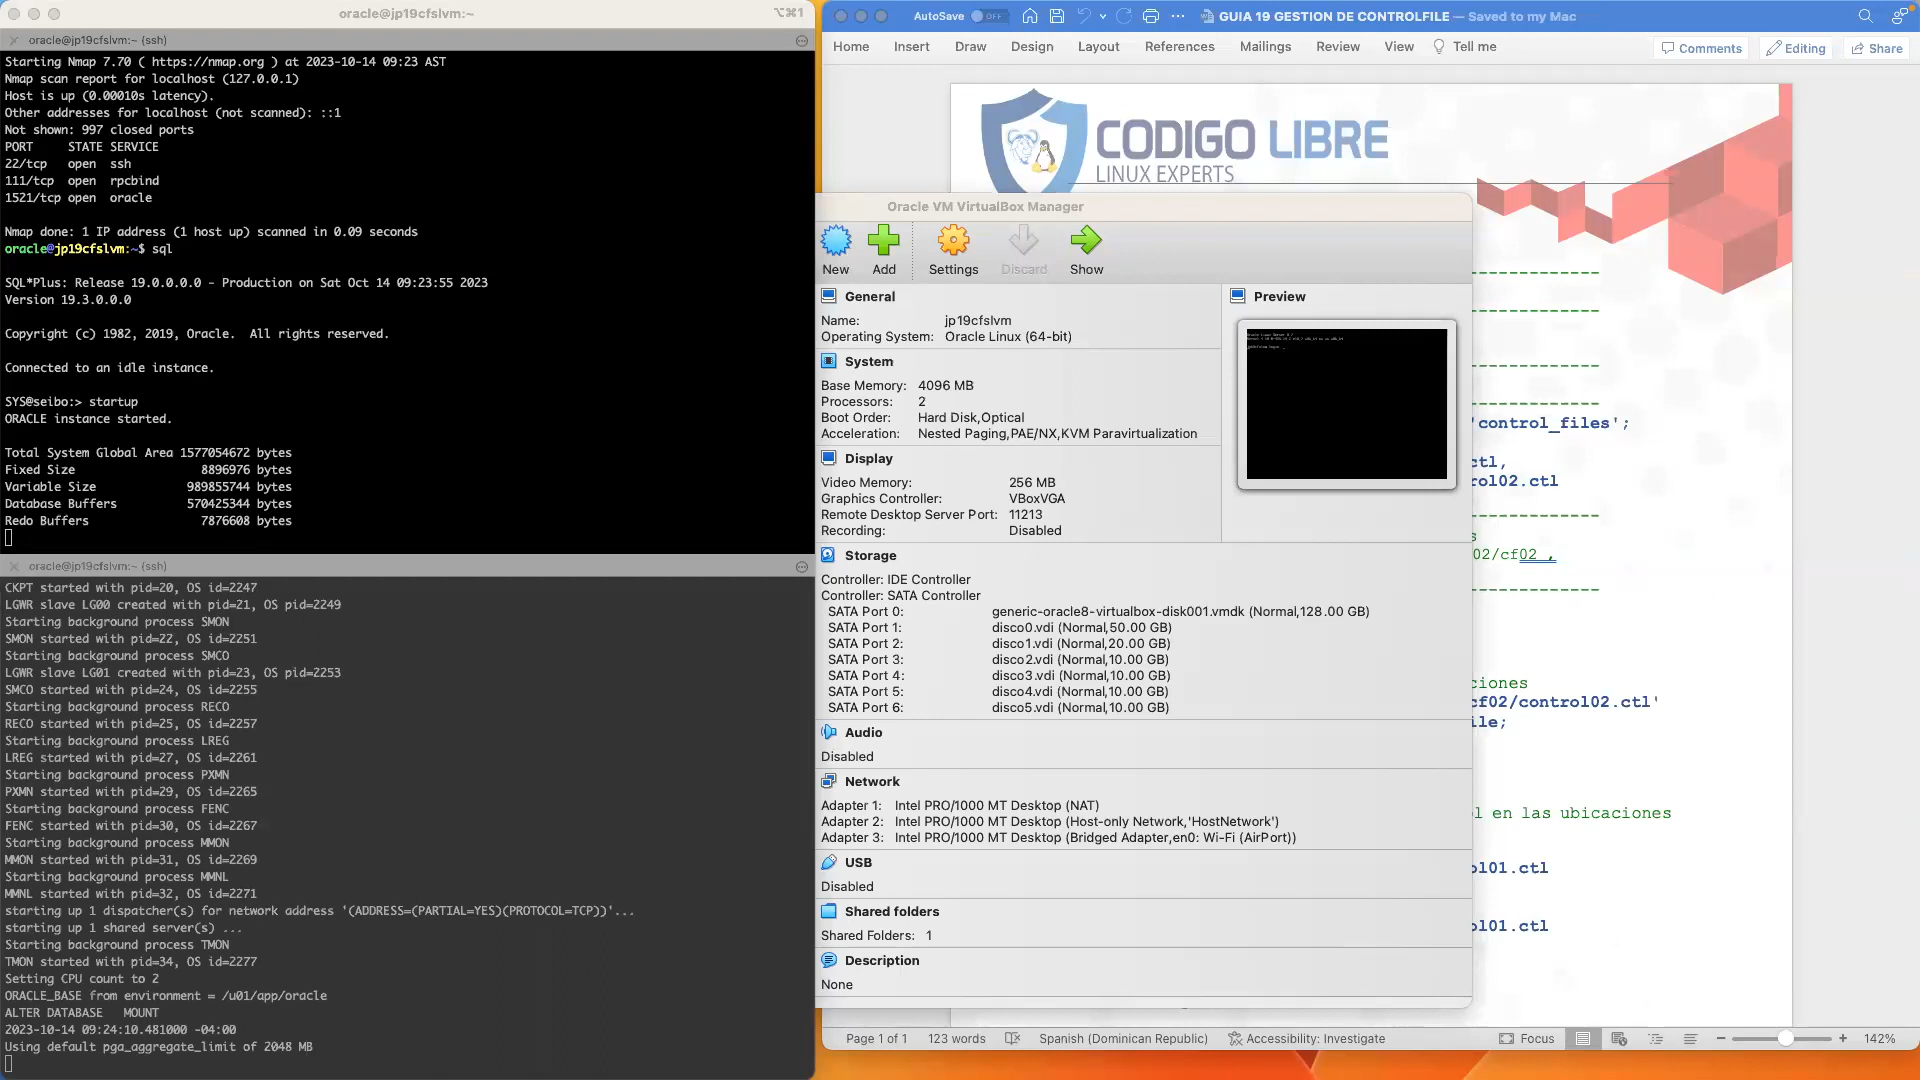 oracle@jp19cfslvm:~
⌥⌘1
oracle@jp19cfslvm:~ (ssh)
Starting Nmap 7.70 ( https://nmap.org ) at 2023-10-14 09:23 AST
Nmap scan report for localhost (127.0.0.1)
Host is up (0.00010s latency).
Other addresses for localhost (not scanned): ::1
Not shown: 997 closed ports
PORT     STATE SERVICE
22/tcp   open  ssh
111/tcp  open  rpcbind
1521/tcp open  oracle
Nmap done: 1 IP address (1 host up) scanned in 0.09 seconds
oracle@jp19cfslvm:~$ sql
SQL*Plus: Release 19.0.0.0.0 - Production on Sat Oct 14 09:23:55 2023
Version 19.3.0.0.0
Copyright (c) 1982, 2019, Oracle.  All rights reserved.
Connected to an idle instance.
SYS@seibo:> startup
ORACLE instance started.
Total System Global Area 1577054672 bytes
Fixed Size                  8896976 bytes
Variable Size             989855744 bytes
Database Buffers          570425344 bytes
Redo Buffers                7876608 bytes
oracle@jp19cfslvm:~ (ssh)
CKPT started with pid=20, OS id=2247
LGWR slave LG00 created with pid=21, OS pid=2249
Starting background process SMON
SMON started with pid=22, OS id=2251
Starting background process SMCO
LGWR slave LG01 created with pid=23, OS pid=2253
SMCO started with pid=24, OS id=2255
Starting background process RECO
RECO started with pid=25, OS id=2257
Starting background process LREG
LREG started with pid=27, OS id=2261
Starting background process PXMN
PXMN started with pid=29, OS id=2265
Starting background process FENC
FENC started with pid=30, OS id=2267
Starting background process MMON
MMON started with pid=31, OS id=2269
Starting background process MMNL
MMNL started with pid=32, OS id=2271
starting up 1 dispatcher(s) for network address '(ADDRESS=(PARTIAL=YES)(PROTOCOL=TCP))'...
starting up 1 shared server(s) ...
Starting background process TMON
TMON started with pid=34, OS id=2277
Setting CPU count to 2
ORACLE_BASE from environment = /u01/app/oracle
ALTER DATABASE   MOUNT
2023-10-14 09:24:10.481000 -04:00
Using default pga_aggregate_limit of 2048 MB
AutoSave OFF ··· GUIA 19 GESTION DE CONTROLFILE — Saved to my Mac
Home Insert Draw Design Layout References Mailings Review View Tell me Comments Editing Share
CODIGO LIBRE
LINUX EXPERTS
Oracle VM VirtualBox Manager
New Add Settings Discard Show
General
Name: jp19cfslvm
Operating System: Oracle Linux (64-bit)
System
Base Memory: 4096 MB
Processors: 2
Boot Order: Hard Disk,Optical
Acceleration: Nested Paging,PAE/NX,KVM Paravirtualization
Display
Video Memory: 256 MB
Graphics Controller: VBoxVGA
Remote Desktop Server Port: 11213
Recording: Disabled
Preview
Storage
Controller: IDE Controller
Controller: SATA Controller
SATA Port 0: generic-oracle8-virtualbox-disk001.vmdk (Normal,128.00 GB)
SATA Port 1: disco0.vdi (Normal,50.00 GB)
SATA Port 2: disco1.vdi (Normal,20.00 GB)
SATA Port 3: disco2.vdi (Normal,10.00 GB)
SATA Port 4: disco3.vdi (Normal,10.00 GB)
SATA Port 5: disco4.vdi (Normal,10.00 GB)
SATA Port 6: disco5.vdi (Normal,10.00 GB)
Audio
Disabled
Network
Adapter 1: Intel PRO/1000 MT Desktop (NAT)
Adapter 2: Intel PRO/1000 MT Desktop (Host-only Network,'HostNetwork')
Adapter 3: Intel PRO/1000 MT Desktop (Bridged Adapter,en0: Wi-Fi (AirPort))
USB
Disabled
Shared folders
Shared Folders: 1
Description
None
'control_files';
ctl,
rol02.ctl
s
02/cf02 ,
ciones
cf02/control02.ctl'
ile;
l en las ubicaciones
ol01.ctl
ol01.ctl
Page 1 of 1 123 words Spanish (Dominican Republic) Accessibility: Investigate Focus 142%